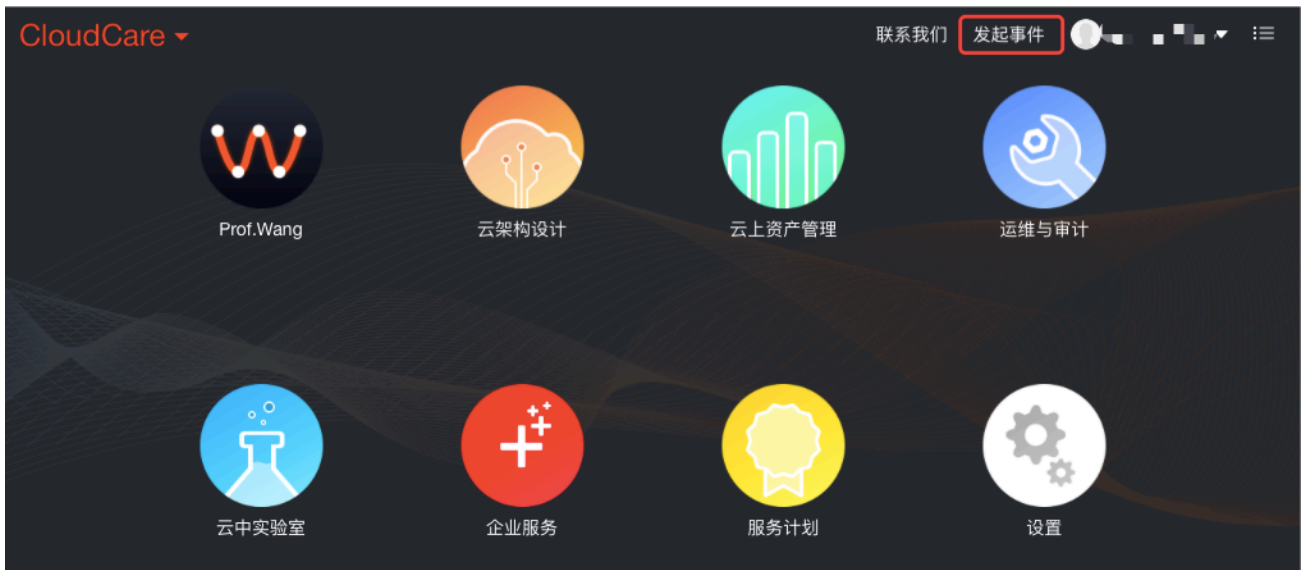 CloudCare
联系我们 发起事件
Prof.Wang 云架构设计 云上资产管理 运维与审计
云中实验室 企业服务 服务计划 设置